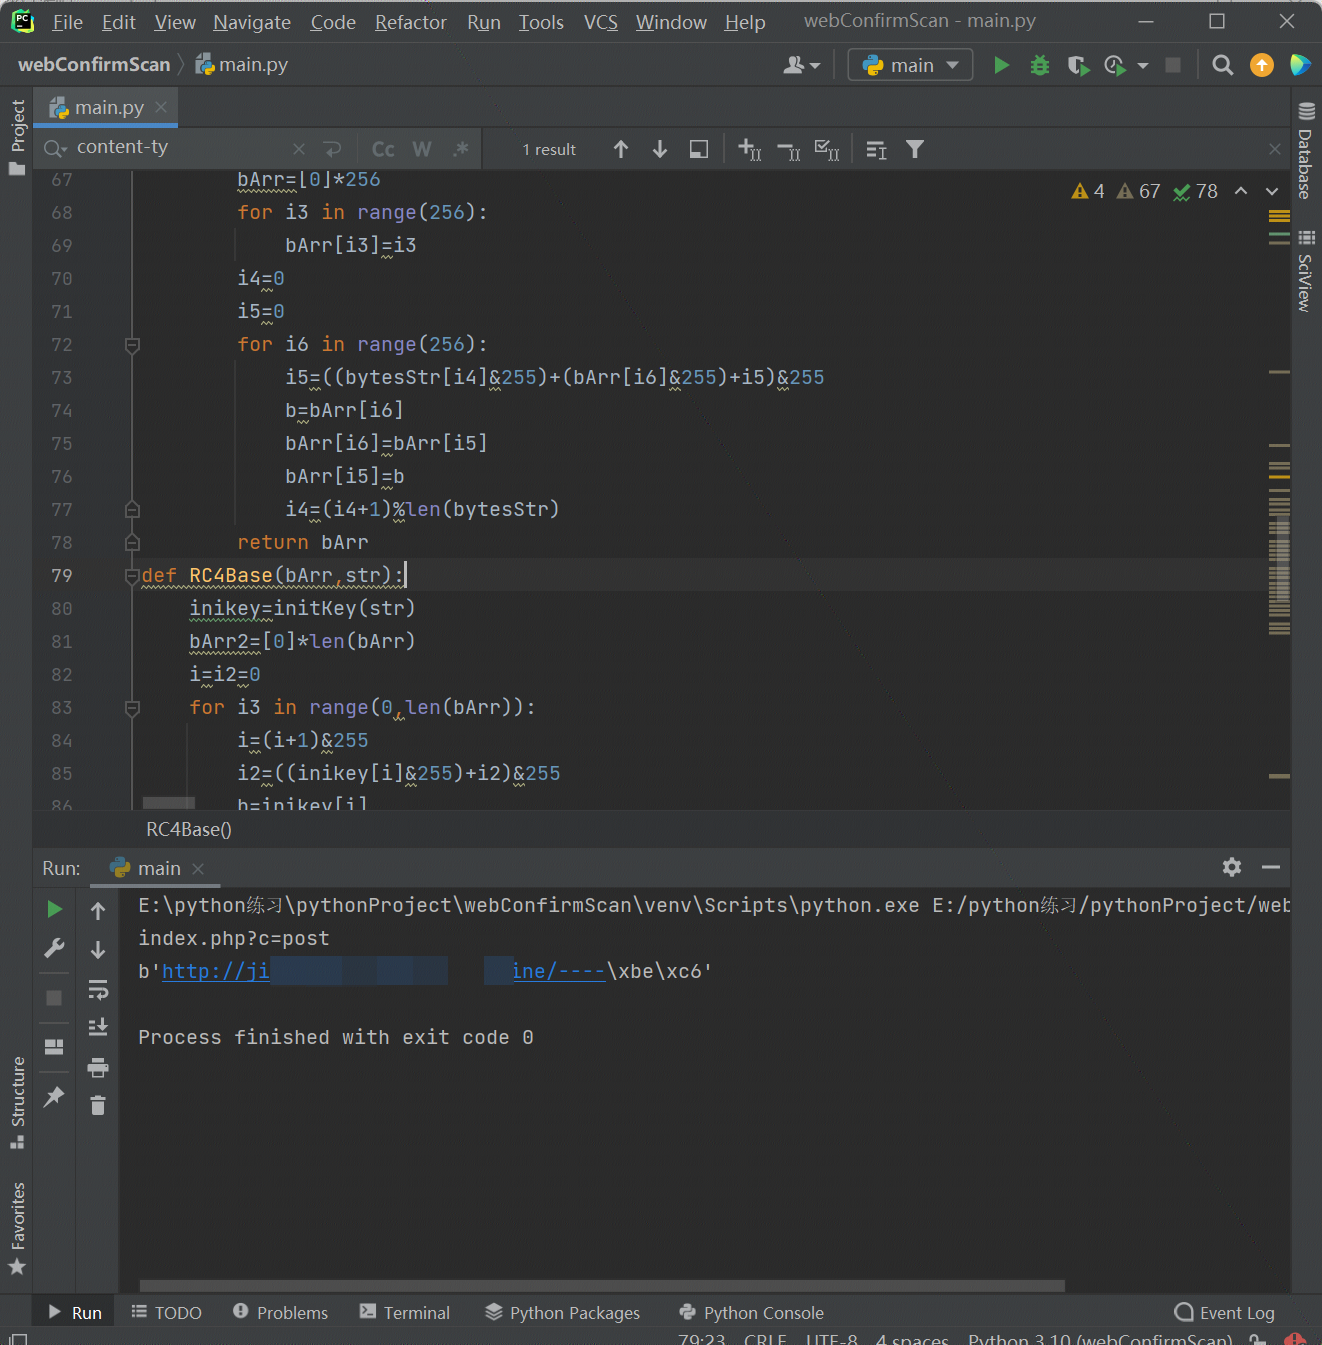 File Edit View Navigate Code Refactor Run Tools VCS Window Help webConfirmScan - main.py
webConfirmScan main.py main
Project
main.py
content-ty Cc W .* 1 result
Database
SciView
4 67 78
67 bArr=[0]*256
68 for i3 in range(256):
69 bArr[i3]=i3
70 i4=0
71 i5=0
72 for i6 in range(256):
73 i5=((bytesStr[i4]&255)+(bArr[i6]&255)+i5)&255
74 b=bArr[i6]
75 bArr[i6]=bArr[i5]
76 bArr[i5]=b
77 i4=(i4+1)%len(bytesStr)
78 return bArr
79 def RC4Base(bArr,str):
80 inikey=initKey(str)
81 bArr2=[0]*len(bArr)
82 i=i2=0
83 for i3 in range(0,len(bArr)):
84 i=(i+1)&255
85 i2=((inikey[i]&255)+i2)&255
86 b=inikey[i]
RC4Base()
Run: main
E:\python练习\pythonProject\webConfirmScan\venv\Scripts\python.exe E:/python练习/pythonProject/web
index.php?c=post
b'http://ji ine/----\xbe\xc6'
Process finished with exit code 0
Structure
Favorites
Run TODO Problems Terminal Python Packages Python Console Event Log
79:23 CRLF UTF-8 4 spaces Python 3.10 (webConfirmScan)